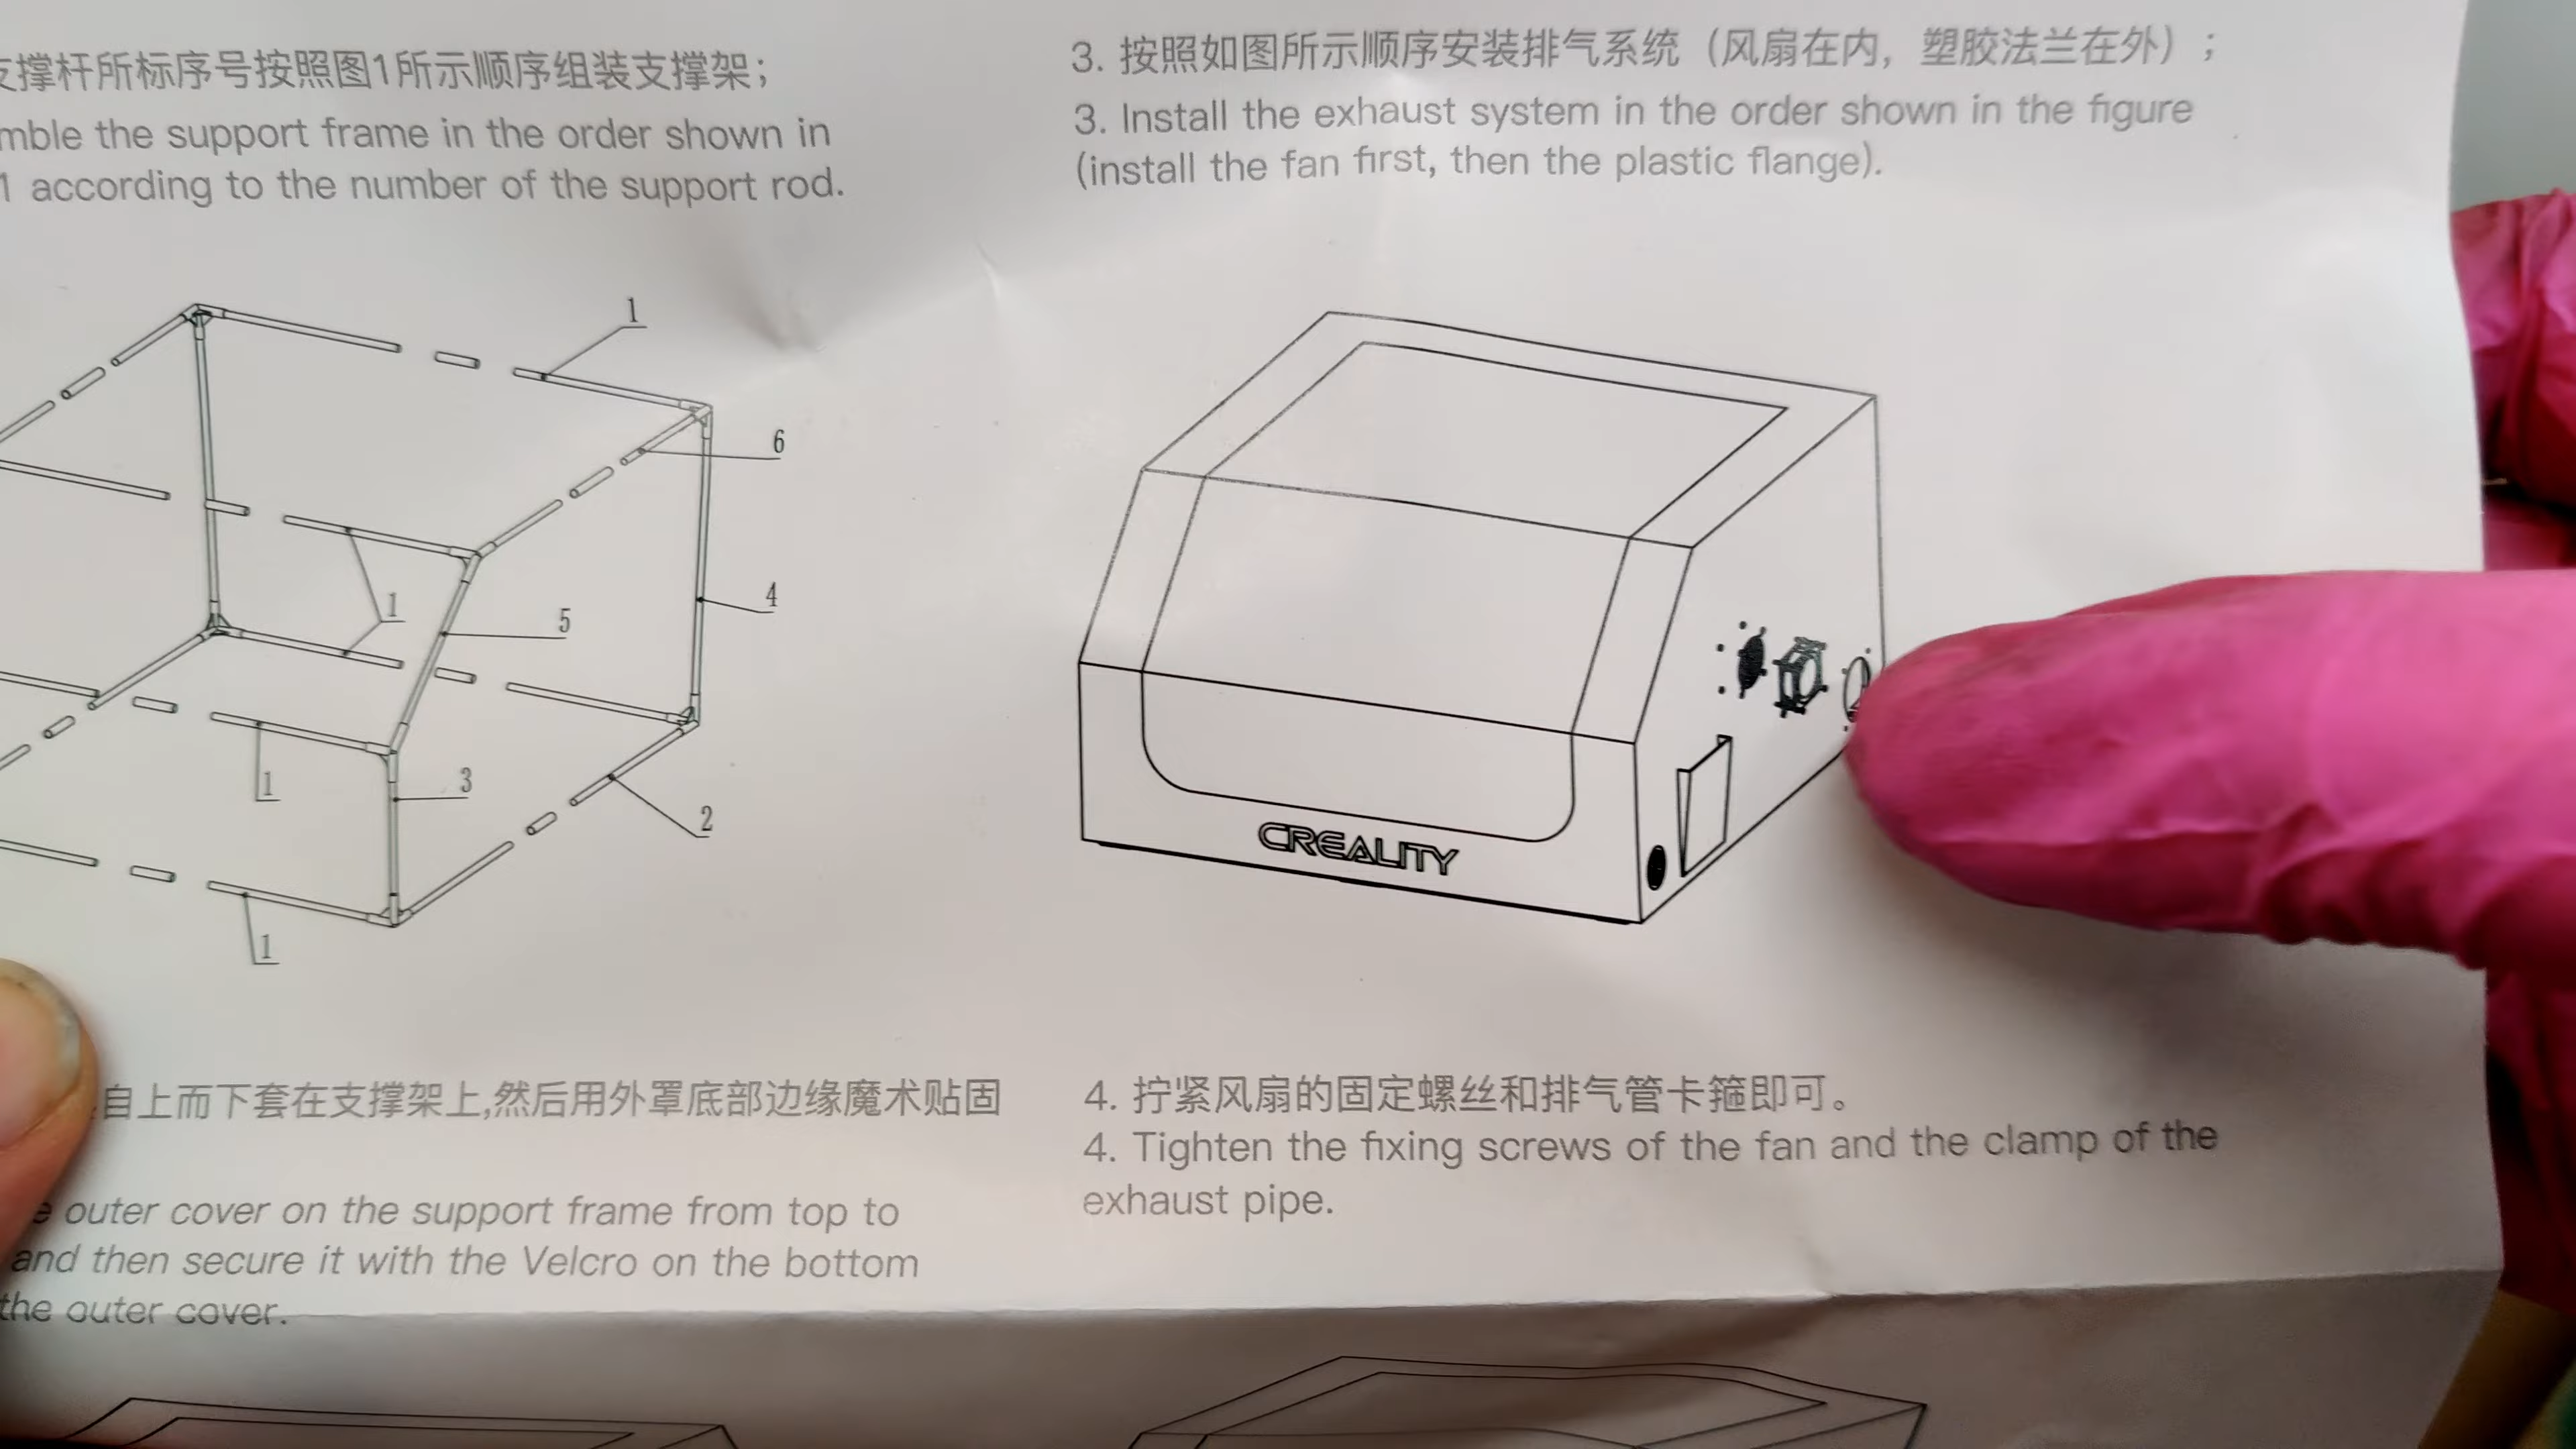 支撑杆所标序号按照图1所示顺序组装支撑架；
the support frame in the order shown in
1 according to the number of the support rod.
1
6
4
1
5
1
3
2
1
自上而下套在支撑架上,然后用外罩底部边缘魔术贴固
outer cover on the support frame from top to
and then secure it with the Velcro on the bottom
the outer cover.
3. 按照如图所示顺序安装排气系统（风扇在内，塑胶法兰在外）；
3. Install the exhaust system in the order shown in the figure
(install the fan first, then the plastic flange).
CREALITY
4. 拧紧风扇的固定螺丝和排气管卡箍即可。
4. Tighten the fixing screws of the fan and the clamp of the
exhaust pipe.